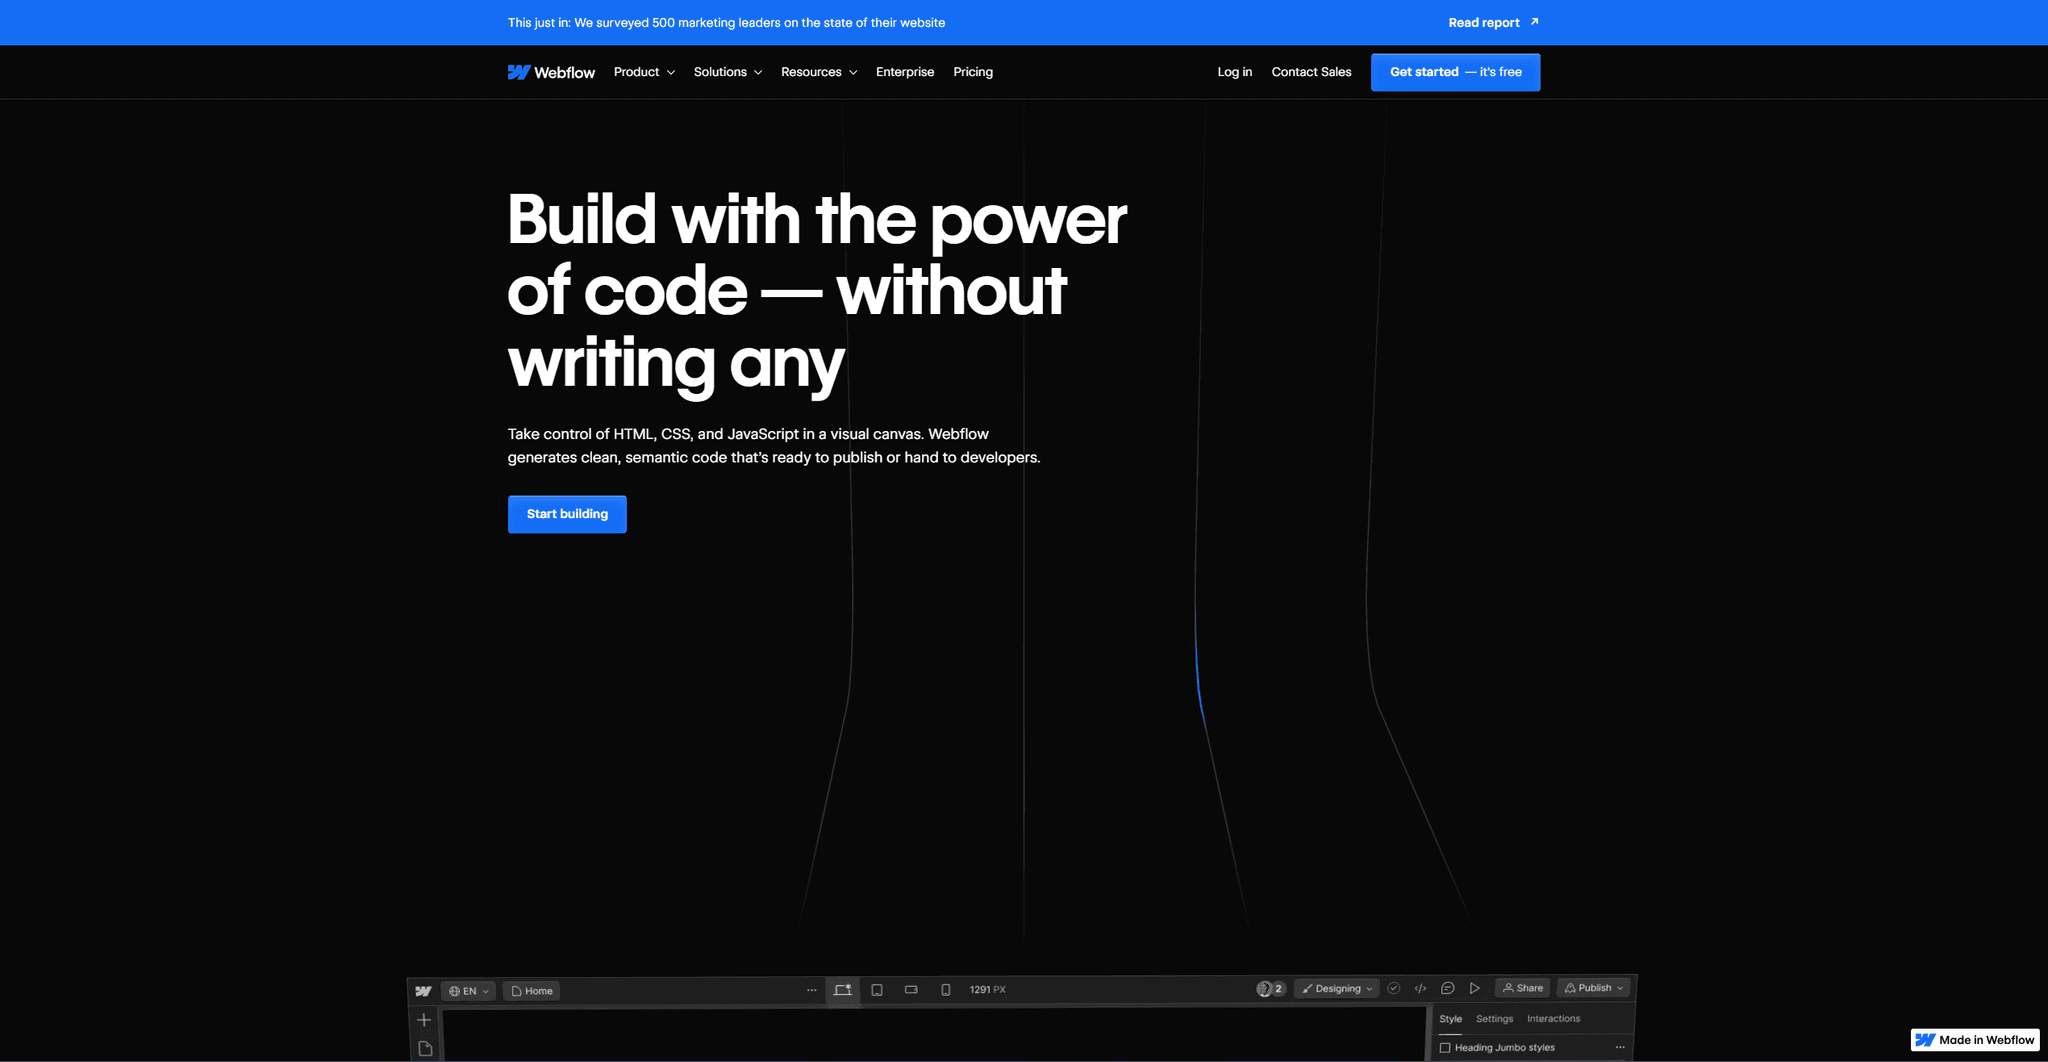 This just in: We surveyed 500 marketing leaders on the state of their website
Read report
Webflow
Product
Solutions
Resources
Enterprise
Pricing
Log in
Contact Sales
Get started — it's free
Build with the power
of code — without
writing any
Take control of HTML, CSS, and JavaScript in a visual canvas. Webflow
generates clean, semantic code that’s ready to publish or hand to developers.
Start building
EN
Home
1291 PX
2
Designing
Share
Publish
Style
Settings
Interactions
Heading Jumbo styles
Made in Webflow